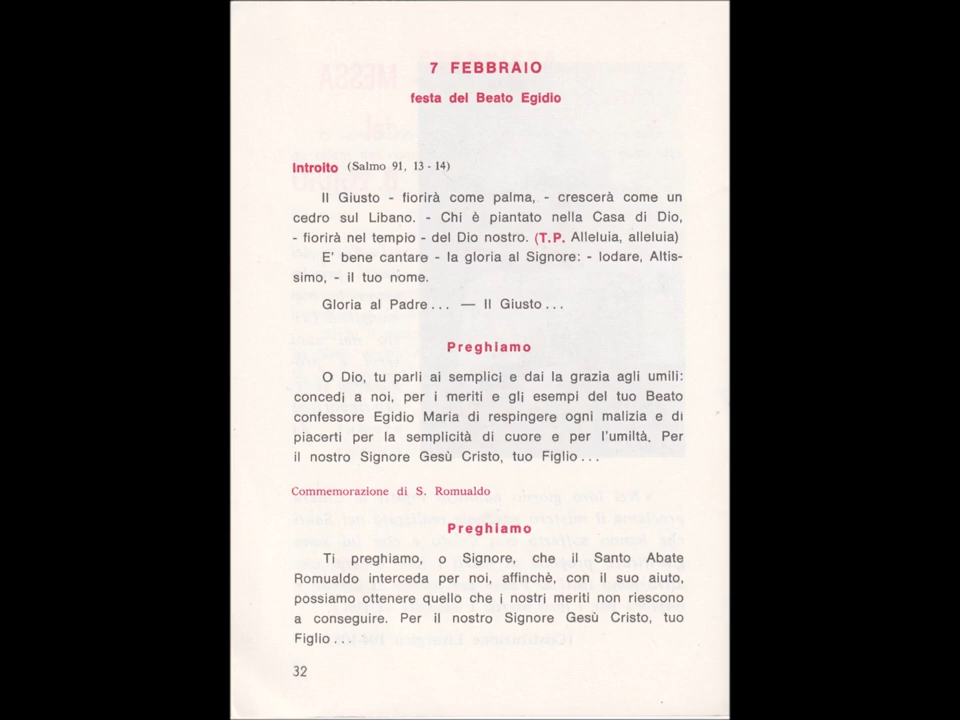 7 FEBBRAIO
festa del Beato Egidio
Introito (Salmo 91, 13 - 14)
Il Giusto - fiorirà come palma, - crescerà come un
cedro sul Libano. - Chi è piantato nella Casa di Dio,
- fiorirà nel tempio - del Dio nostro. (T.P. Alleluia, alleluia)
E' bene cantare - la gloria al Signore: - lodare, Altis-
simo, - il tuo nome.
Gloria al Padre... — Il Giusto...
Preghiamo
O Dio, tu parli ai semplici e dai la grazia agli umili:
concedi a noi, per i meriti e gli esempi del tuo Beato
confessore Egidio Maria di respingere ogni malizia e di
piacerti per la semplicità di cuore e per l'umiltà. Per
il nostro Signore Gesù Cristo, tuo Figlio...
Commemorazione di S. Romualdo
Preghiamo
Ti preghiamo, o Signore, che il Santo Abate
Romualdo interceda per noi, affinchè, con il suo aiuto,
possiamo ottenere quello che i nostri meriti non riescono
a conseguire. Per il nostro Signore Gesù Cristo, tuo
Figlio...
32